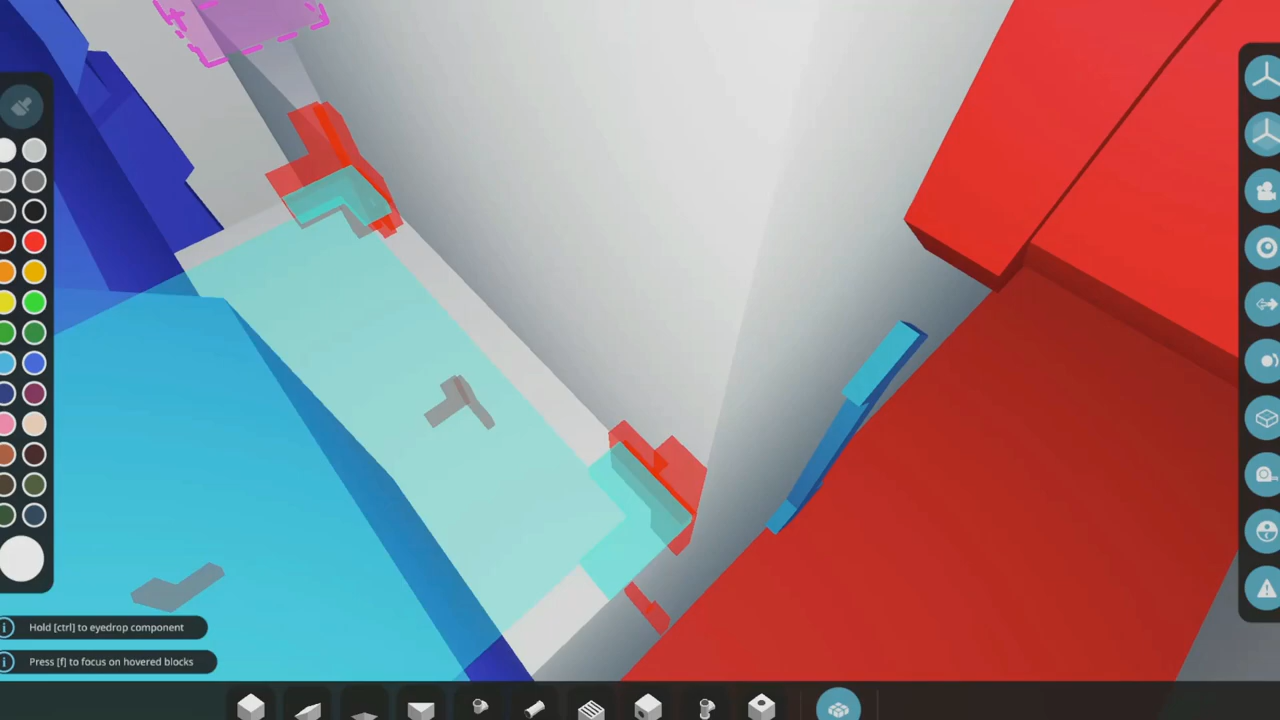 Hold [ctrl] to eyedrop component
Press [f] to focus on hovered blocks